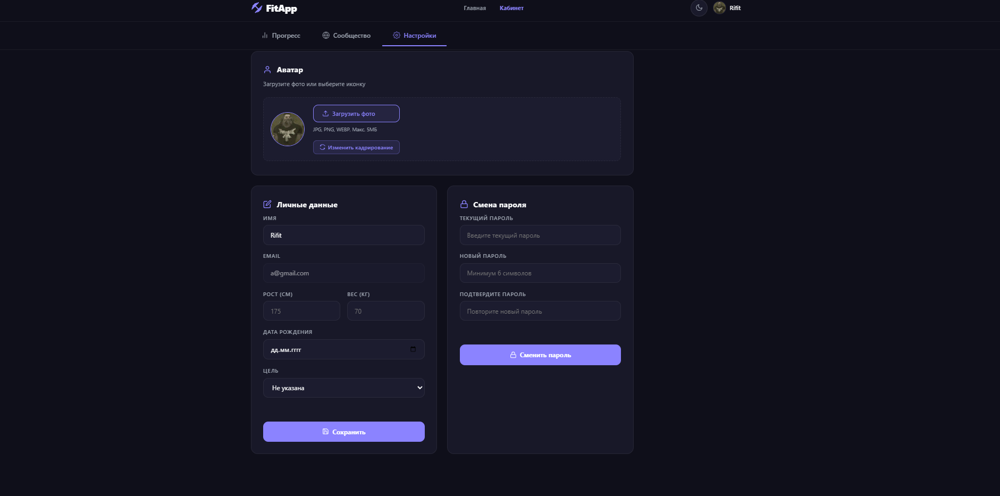 FitApp
Главная
Кабинет
Rifit
Прогресс
Сообщество
Настройки
Аватар
Загрузите фото или выберите иконку
Загрузить фото
JPG, PNG, WEBP. Макс. 5МБ
Изменить кадрирование
Личные данные
ИМЯ
Rifit
EMAIL
a@gmail.com
РОСТ (СМ)
ВЕС (КГ)
175
70
ДАТА РОЖДЕНИЯ
дд.мм.гггг
ЦЕЛЬ
Не указана
Сохранить
Смена пароля
ТЕКУЩИЙ ПАРОЛЬ
Введите текущий пароль
НОВЫЙ ПАРОЛЬ
Минимум 6 символов
ПОДТВЕРДИТЕ ПАРОЛЬ
Повторите новый пароль
Сменить пароль